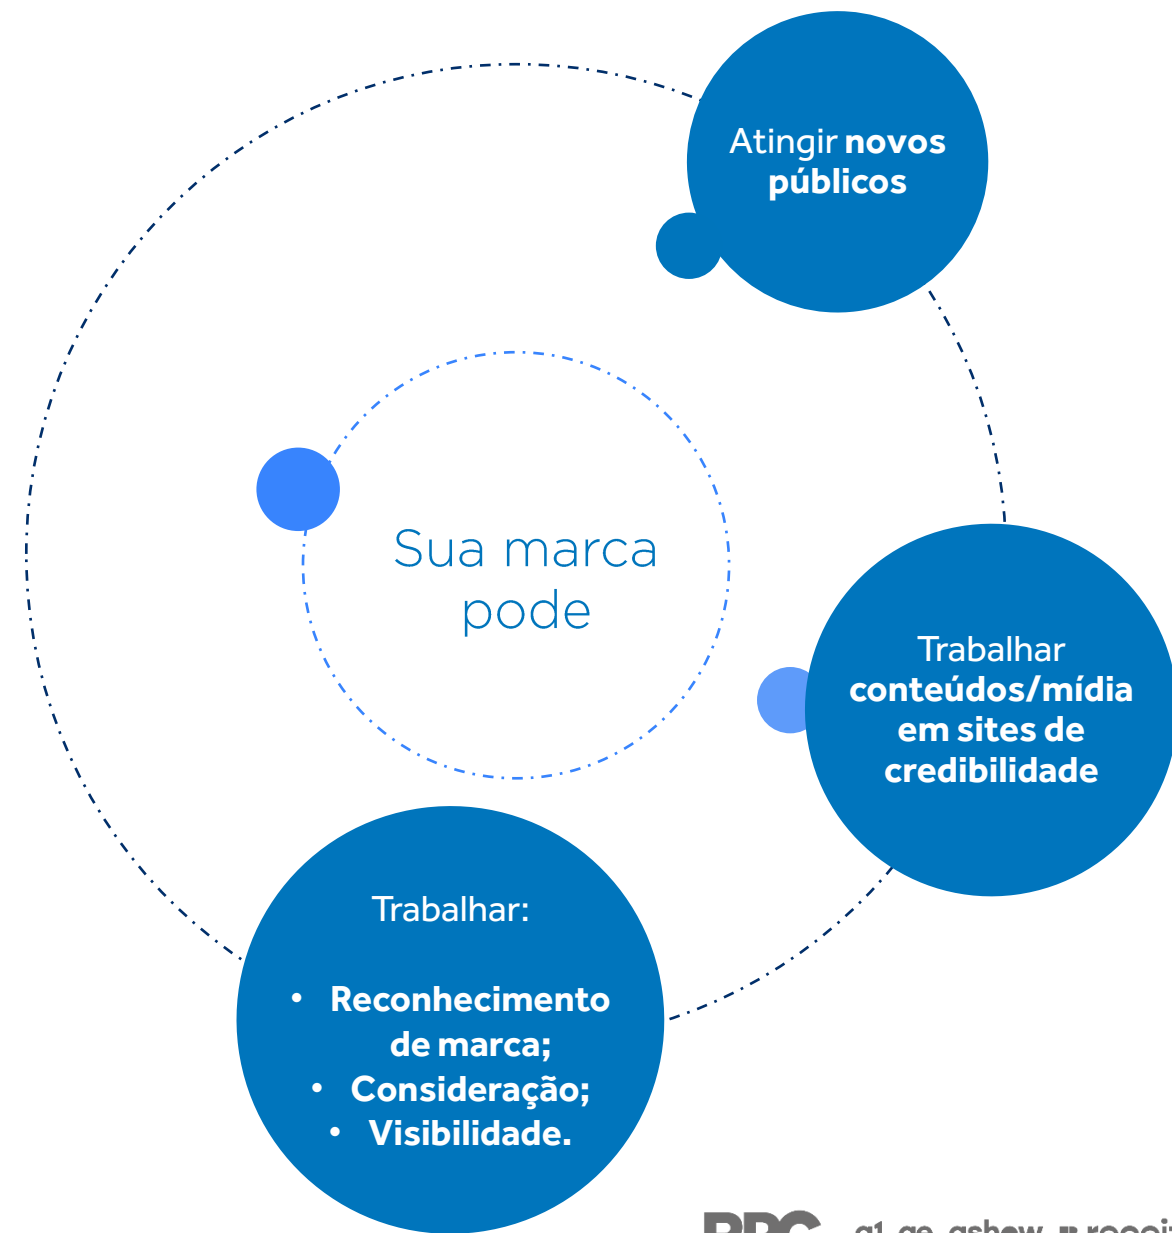 Atingir novos
públicos
Sua marca
pode
Trabalhar
conteúdos/mídia
em sites de
credibilidade
Trabalhar:
• Reconhecimento
de marca;
• Consideração;
• Visibilidade.